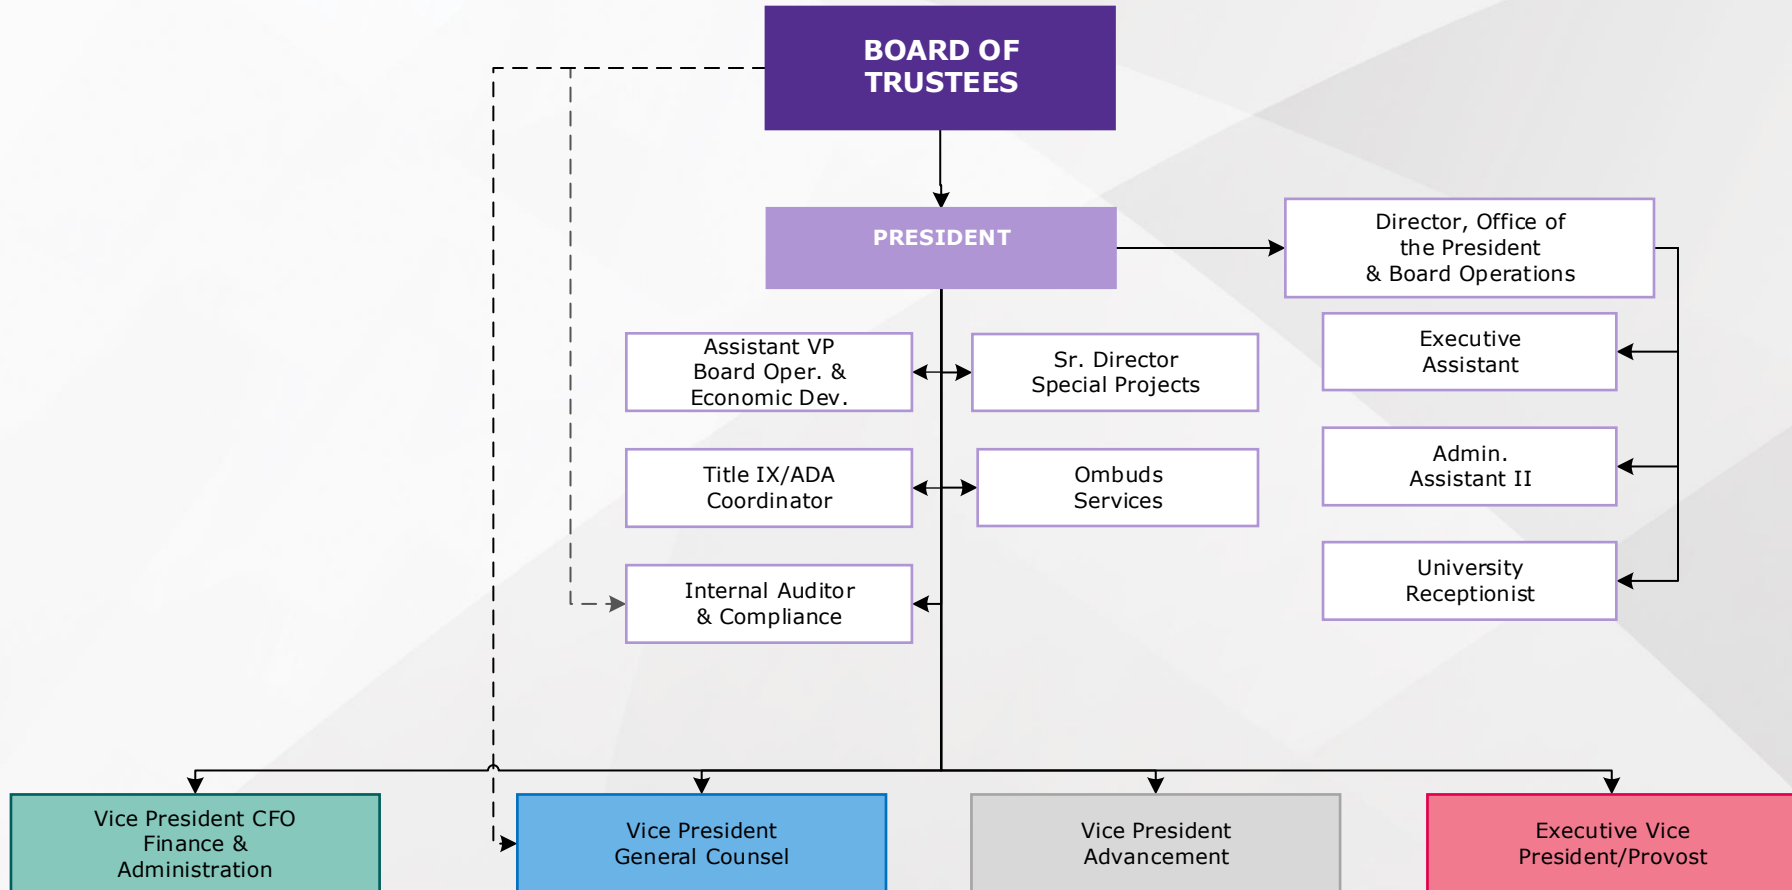 BOARD OF
TRUSTEES
PRESIDENT
Director, Office of
the President
& Board Operations
Executive
Assistant
Admin.
Assistant II
University
Receptionist
Assistant VP
Board Oper. &
Economic Dev.
Sr. Director
Special Projects
Title IX/ADA
Coordinator
Ombuds
Services
Internal Auditor
& Compliance
Vice President CFO
Finance &
Administration
Vice President
General Counsel
Vice President
Advancement
Executive Vice
President/Provost